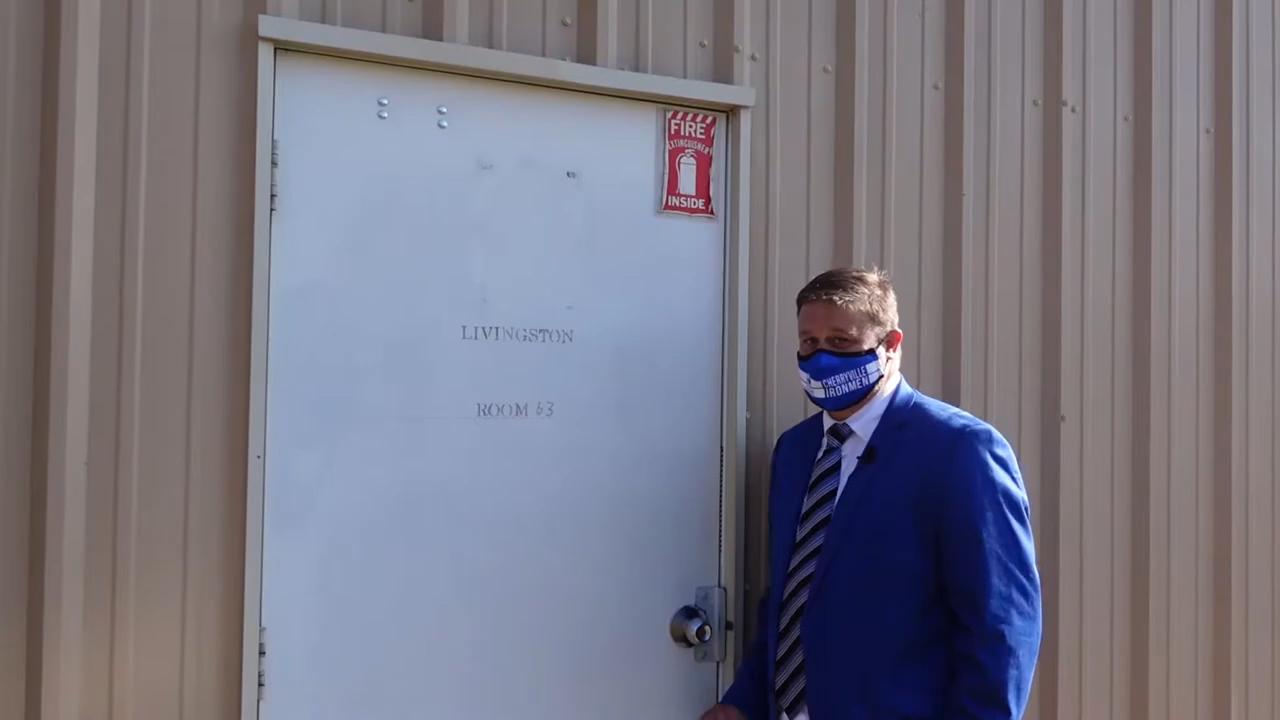 FIRE
EXTINGUISHER
INSIDE
LIVINGSTON
ROOM 63
CHERRYVILLE
IRONMEN